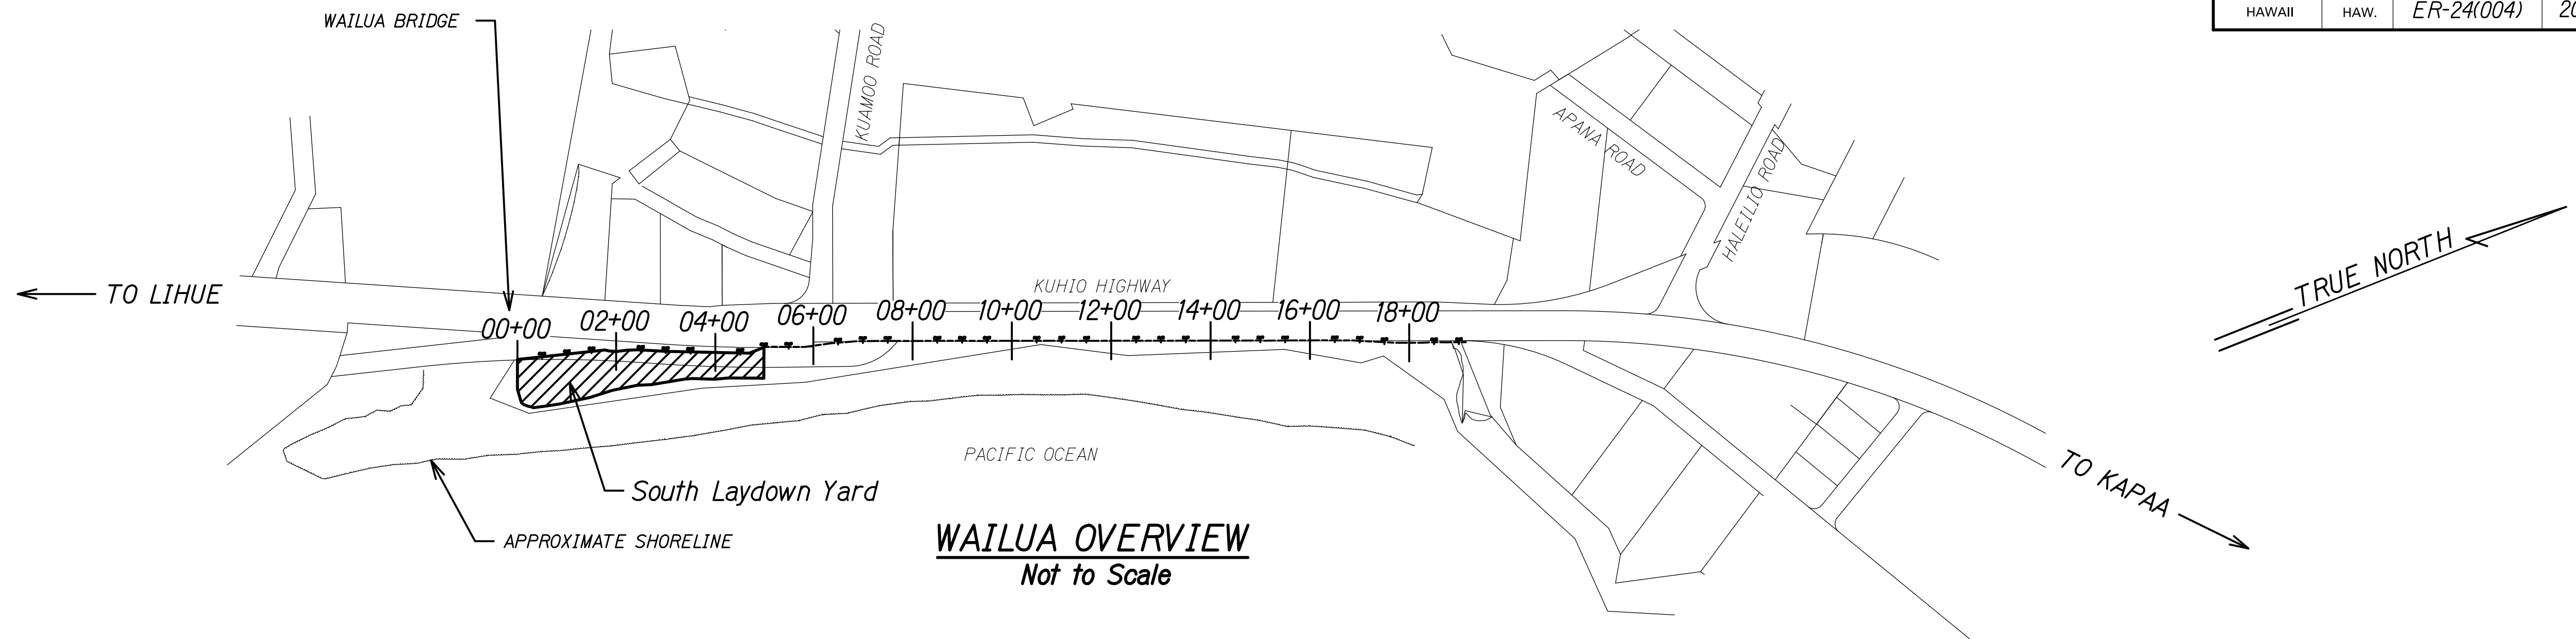 WAILUA BRIDGE
HAWAII HAW. ER-24(004)
KUAMOO ROAD
APANA ROAD
HALEILIO ROAD
TRUE NORTH
TO LIHUE
KUHIO HIGHWAY
00+00 02+00 04+00 06+00 08+00 10+00 12+00 14+00 16+00 18+00
PACIFIC OCEAN
TO KAPAA
South Laydown Yard
APPROXIMATE SHORELINE
WAILUA OVERVIEW
Not to Scale